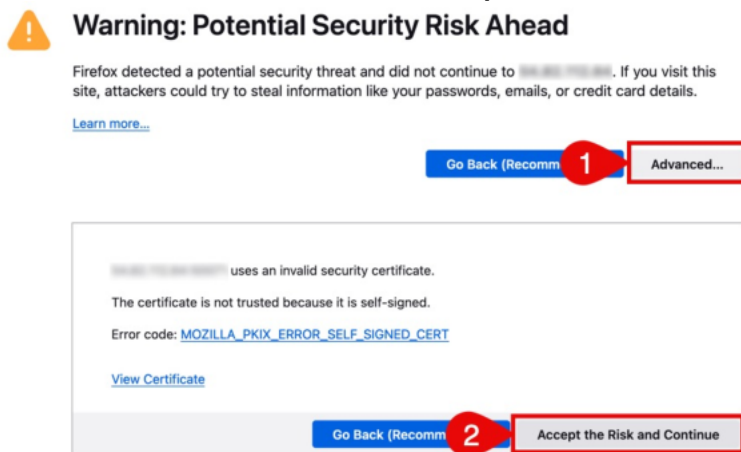 Warning: Potential Security Risk Ahead
Firefox detected a potential security threat and did not continue to . If you visit this
site, attackers could try to steal information like your passwords, emails, or credit card details.
Learn more...
Go Back (Recomm 1 Advanced...
uses an invalid security certificate.
The certificate is not trusted because it is self-signed.
Error code: MOZILLA_PKIX_ERROR_SELF_SIGNED_CERT
View Certificate
Go Back (Recomm 2 Accept the Risk and Continue